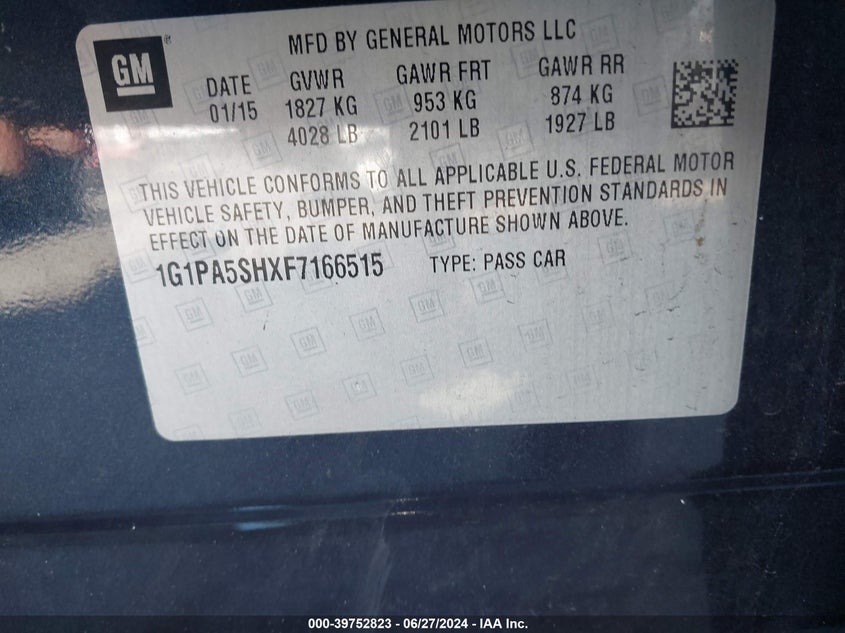 GM
MFD BY GENERAL MOTORS LLC
DATE GVWR GAWR FRT GAWR RR
01/15 1827 KG 953 KG 874 KG
4028 LB 2101 LB 1927 LB
THIS VEHICLE CONFORMS TO ALL APPLICABLE U.S. FEDERAL MOTOR
VEHICLE SAFETY, BUMPER, AND THEFT PREVENTION STANDARDS IN
EFFECT ON THE DATE OF MANUFACTURE SHOWN ABOVE.
1G1PA5SHXF7166515 TYPE: PASS CAR
000-39752823 - 06/27/2024 - IAA Inc.